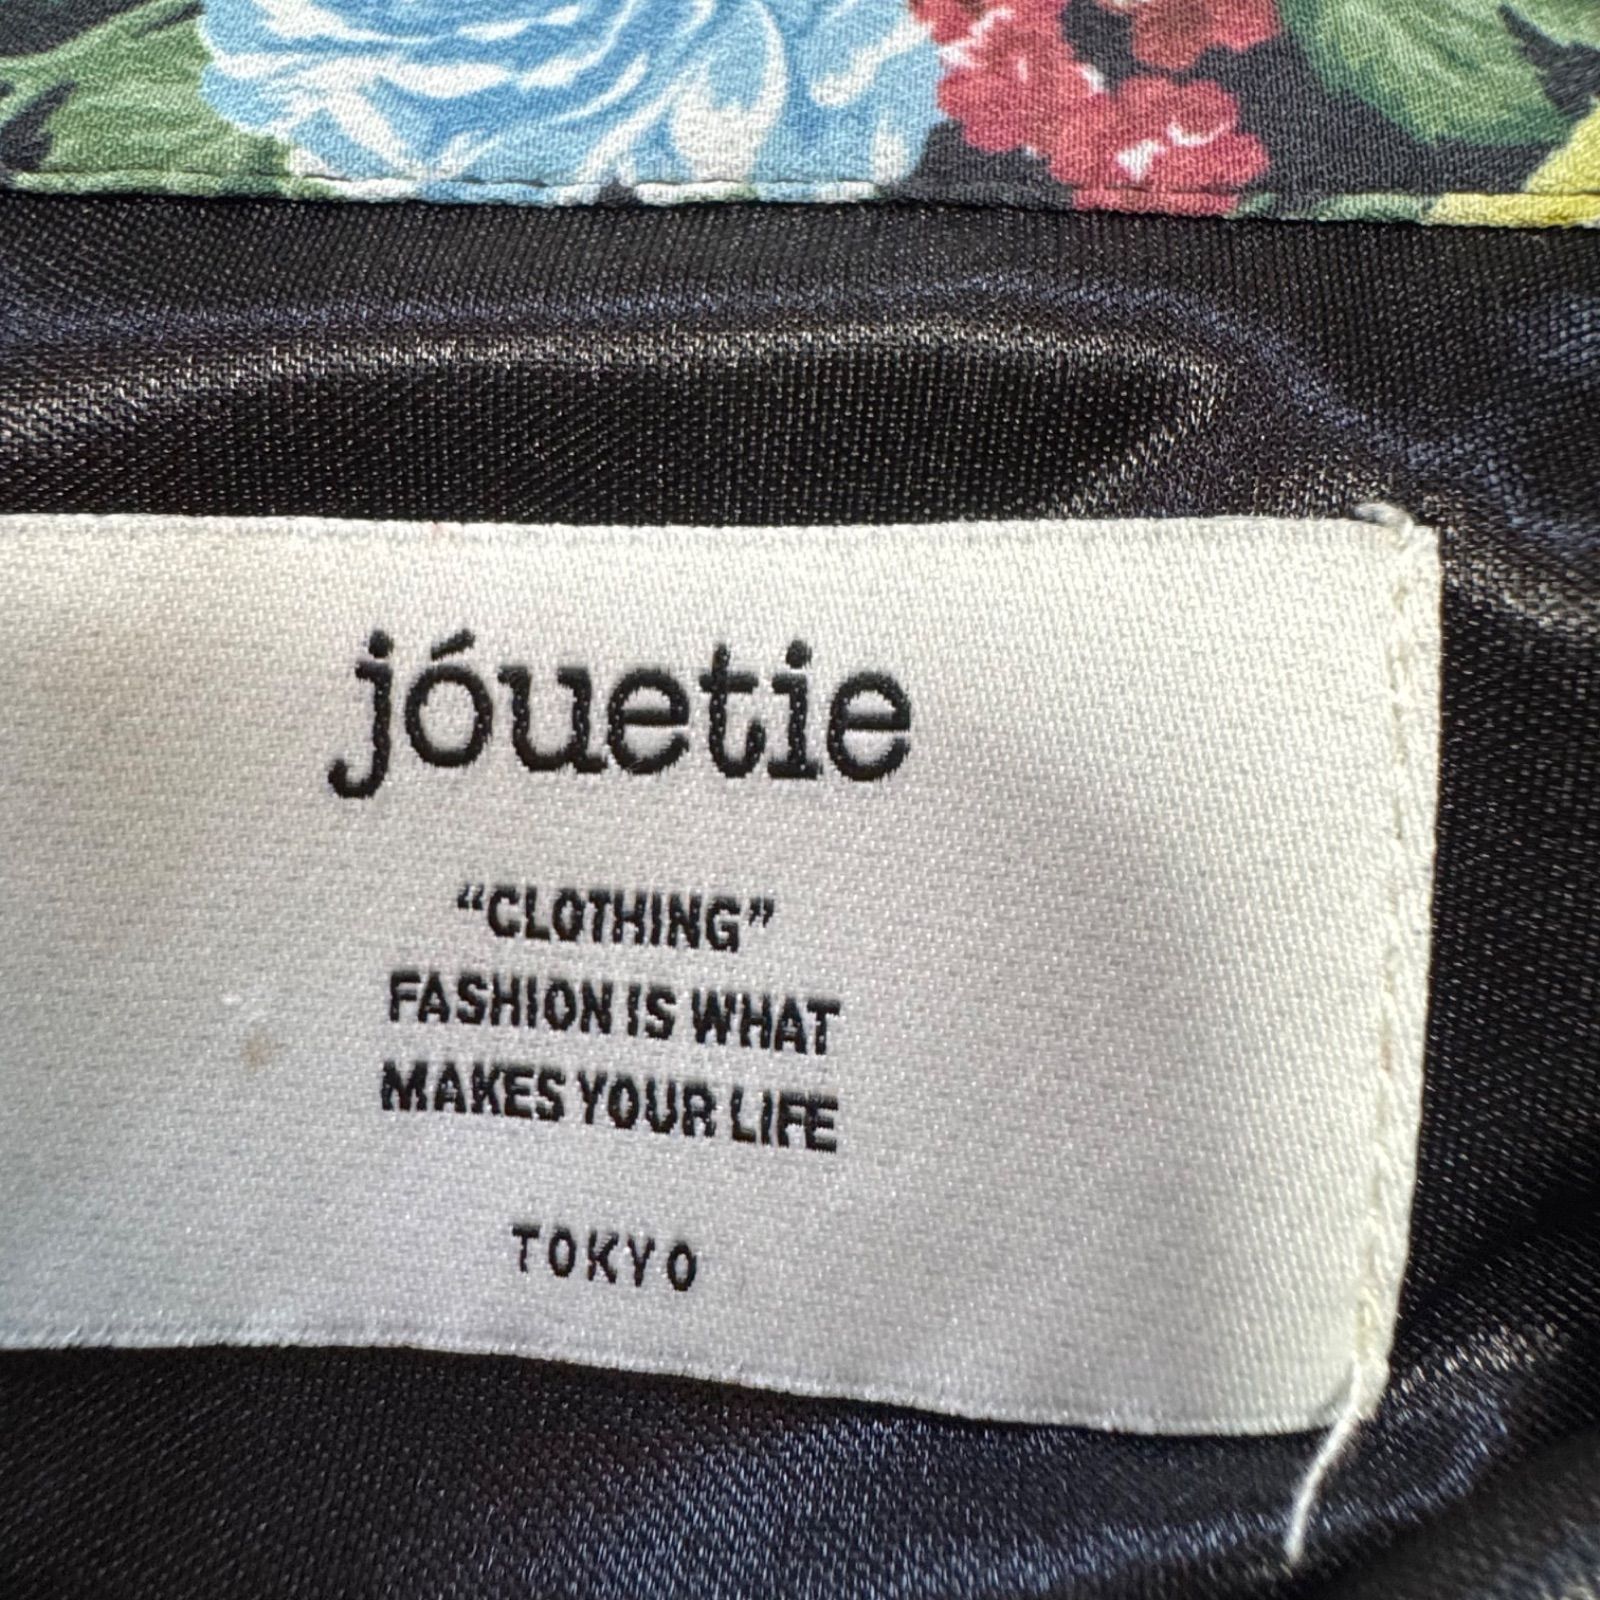 jóuetie
“CLOTHING”
FASHION IS WHAT
MAKES YOUR LIFE
TOKYO